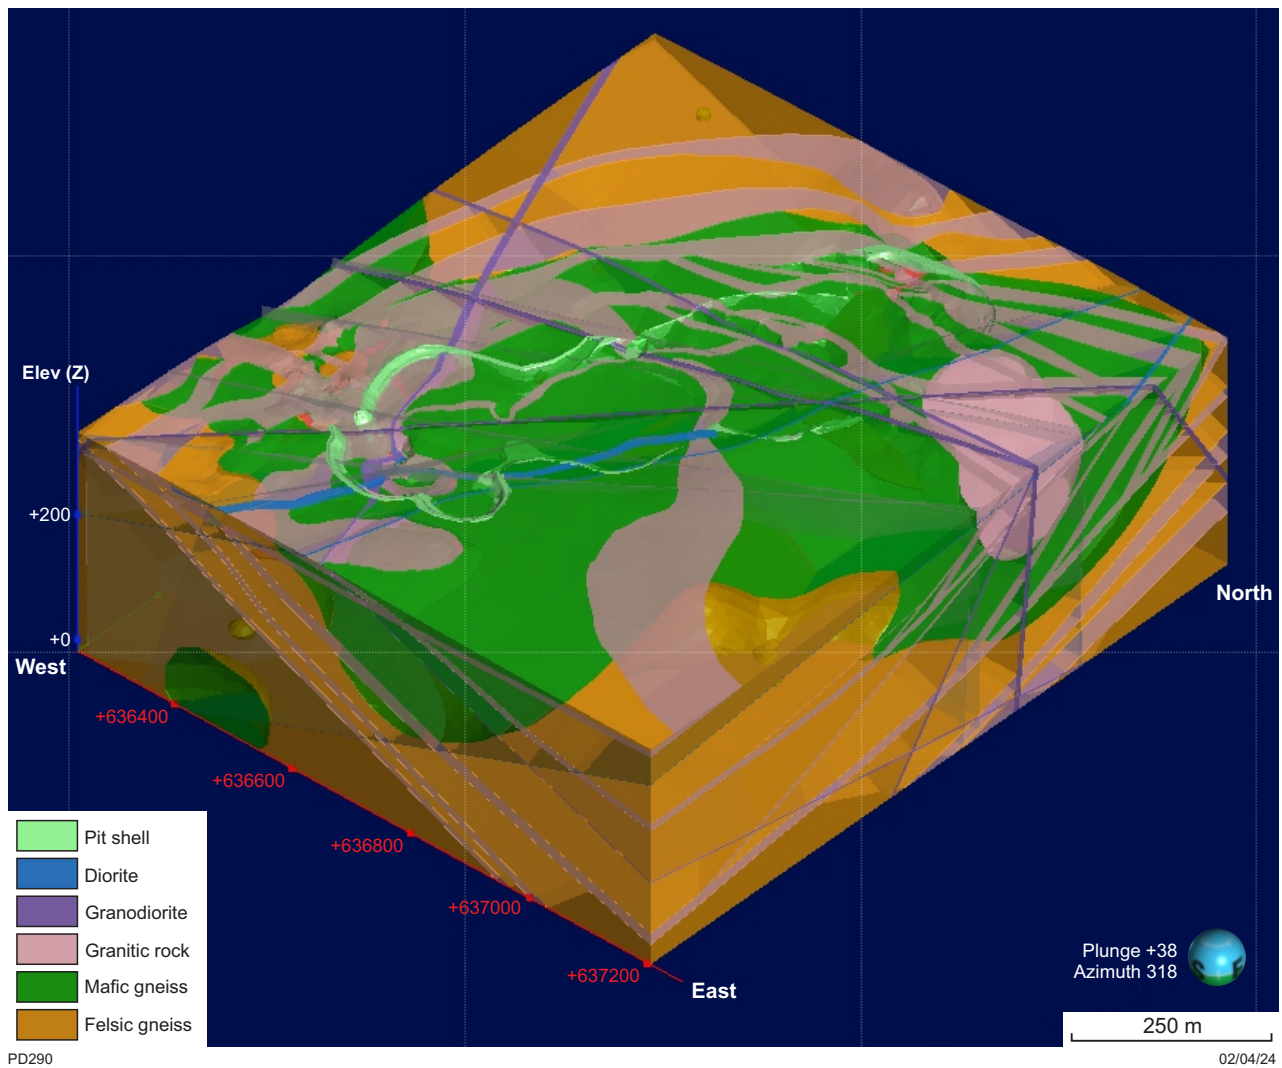 Elev (Z)
+200
+0
West
North
+636400
+636600
+636800
+637000
+637200
East
Pit shell
Diorite
Granodiorite
Granitic rock
Mafic gneiss
Felsic gneiss
Plunge +38
Azimuth 318
250 m
PD290
02/04/24